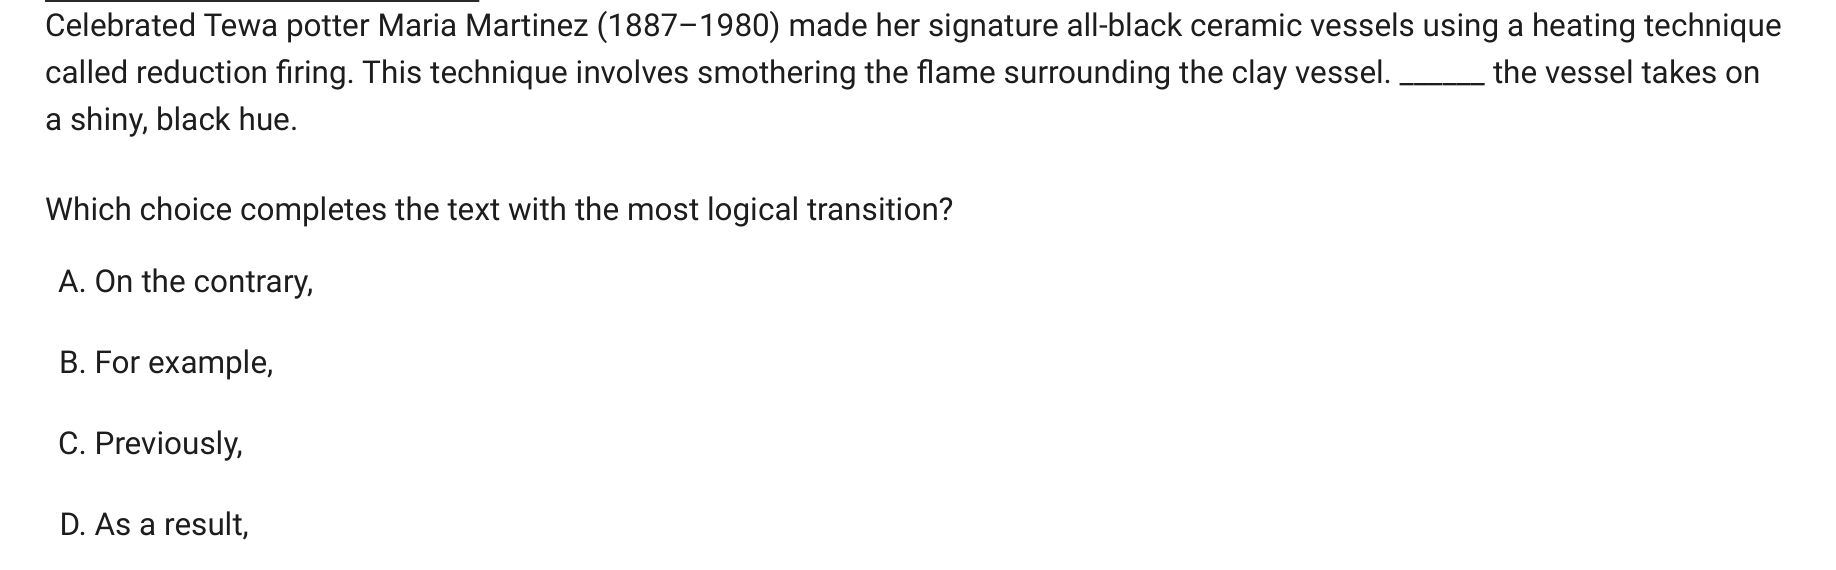 Celebrated Tewa potter Maria Martinez (1887–1980) made her signature all-black ceramic vessels using a heating technique
called reduction firing. This technique involves smothering the flame surrounding the clay vessel. ______ the vessel takes on
a shiny, black hue.
Which choice completes the text with the most logical transition?
A. On the contrary,
B. For example,
C. Previously,
D. As a result,